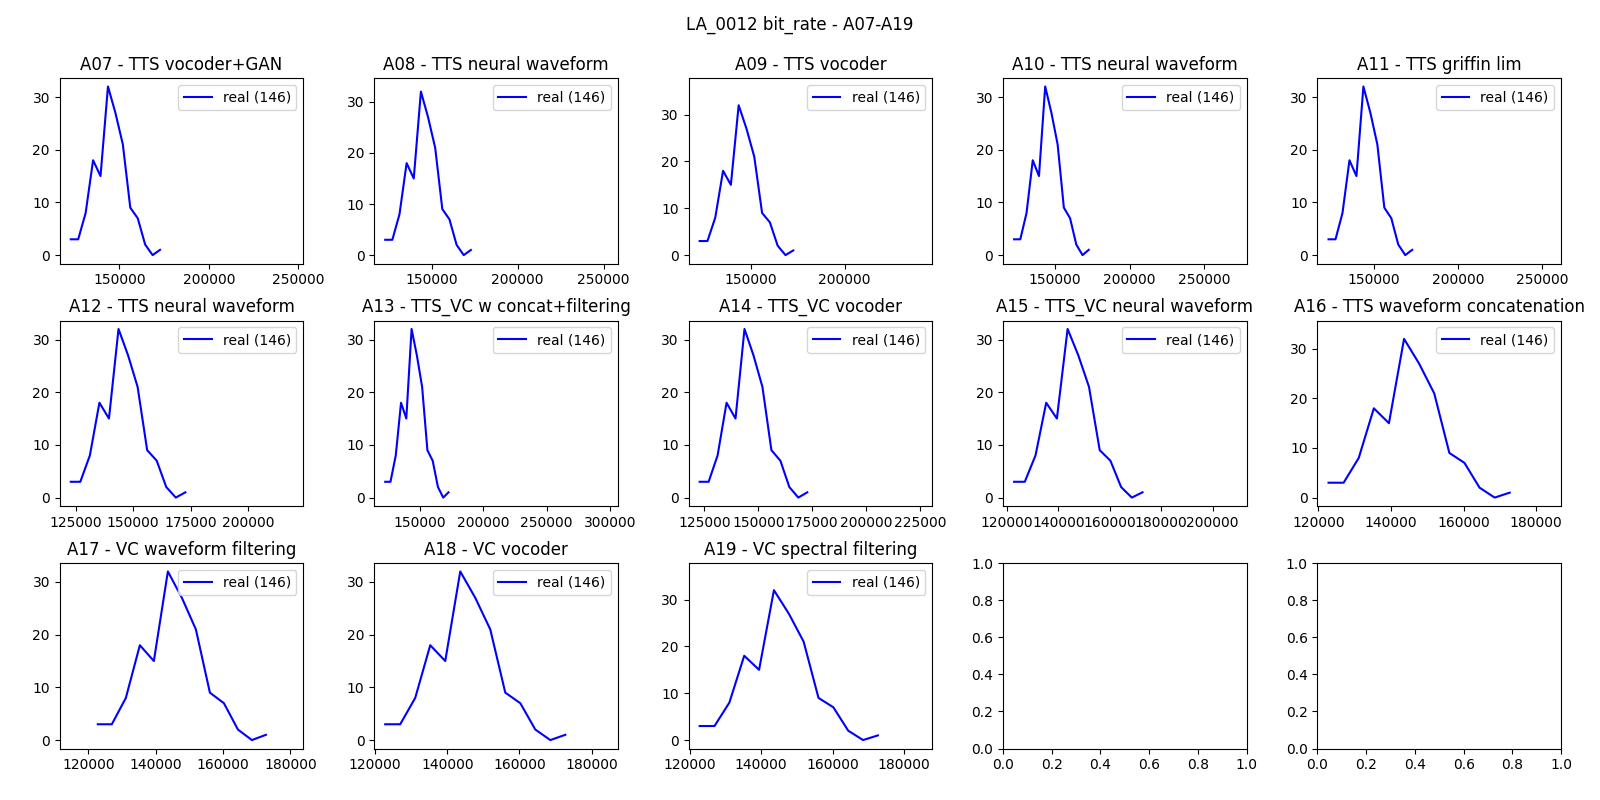 LA_0012 bit_rate - A07-A19
A07 - TTS vocoder+GAN
A08 - TTS neural waveform
A09 - TTS vocoder
A10 - TTS neural waveform
A11 - TTS griffin lim
real (146)
real (146)
real (146)
real (146)
real (146)
30
20
10
0
30
20
10
0
30
20
10
0
30
20
10
0
30
20
10
0
150000 200000 250000
150000 200000 250000
150000 200000
150000 200000 250000
150000 200000 250000
A12 - TTS neural waveform
A13 - TTS_VC w concat+filtering
A14 - TTS_VC vocoder
A15 - TTS_VC neural waveform
A16 - TTS waveform concatenation
real (146)
real (146)
real (146)
real (146)
real (146)
30
20
10
0
30
20
10
0
30
20
10
0
30
20
10
0
30
20
10
0
125000 150000 175000 200000
150000 200000 250000 300000
125000 150000 175000 200000 225000
120000 140000 160000 180000 200000
120000 140000 160000 180000
A17 - VC waveform filtering
A18 - VC vocoder
A19 - VC spectral filtering
real (146)
real (146)
real (146)
30
20
10
0
30
20
10
0
30
20
10
0
1.0
0.8
0.6
0.4
0.2
0.0
1.0
0.8
0.6
0.4
0.2
0.0
120000 140000 160000 180000
120000 140000 160000 180000
120000 140000 160000 180000
0.0 0.2 0.4 0.6 0.8 1.0
0.0 0.2 0.4 0.6 0.8 1.0